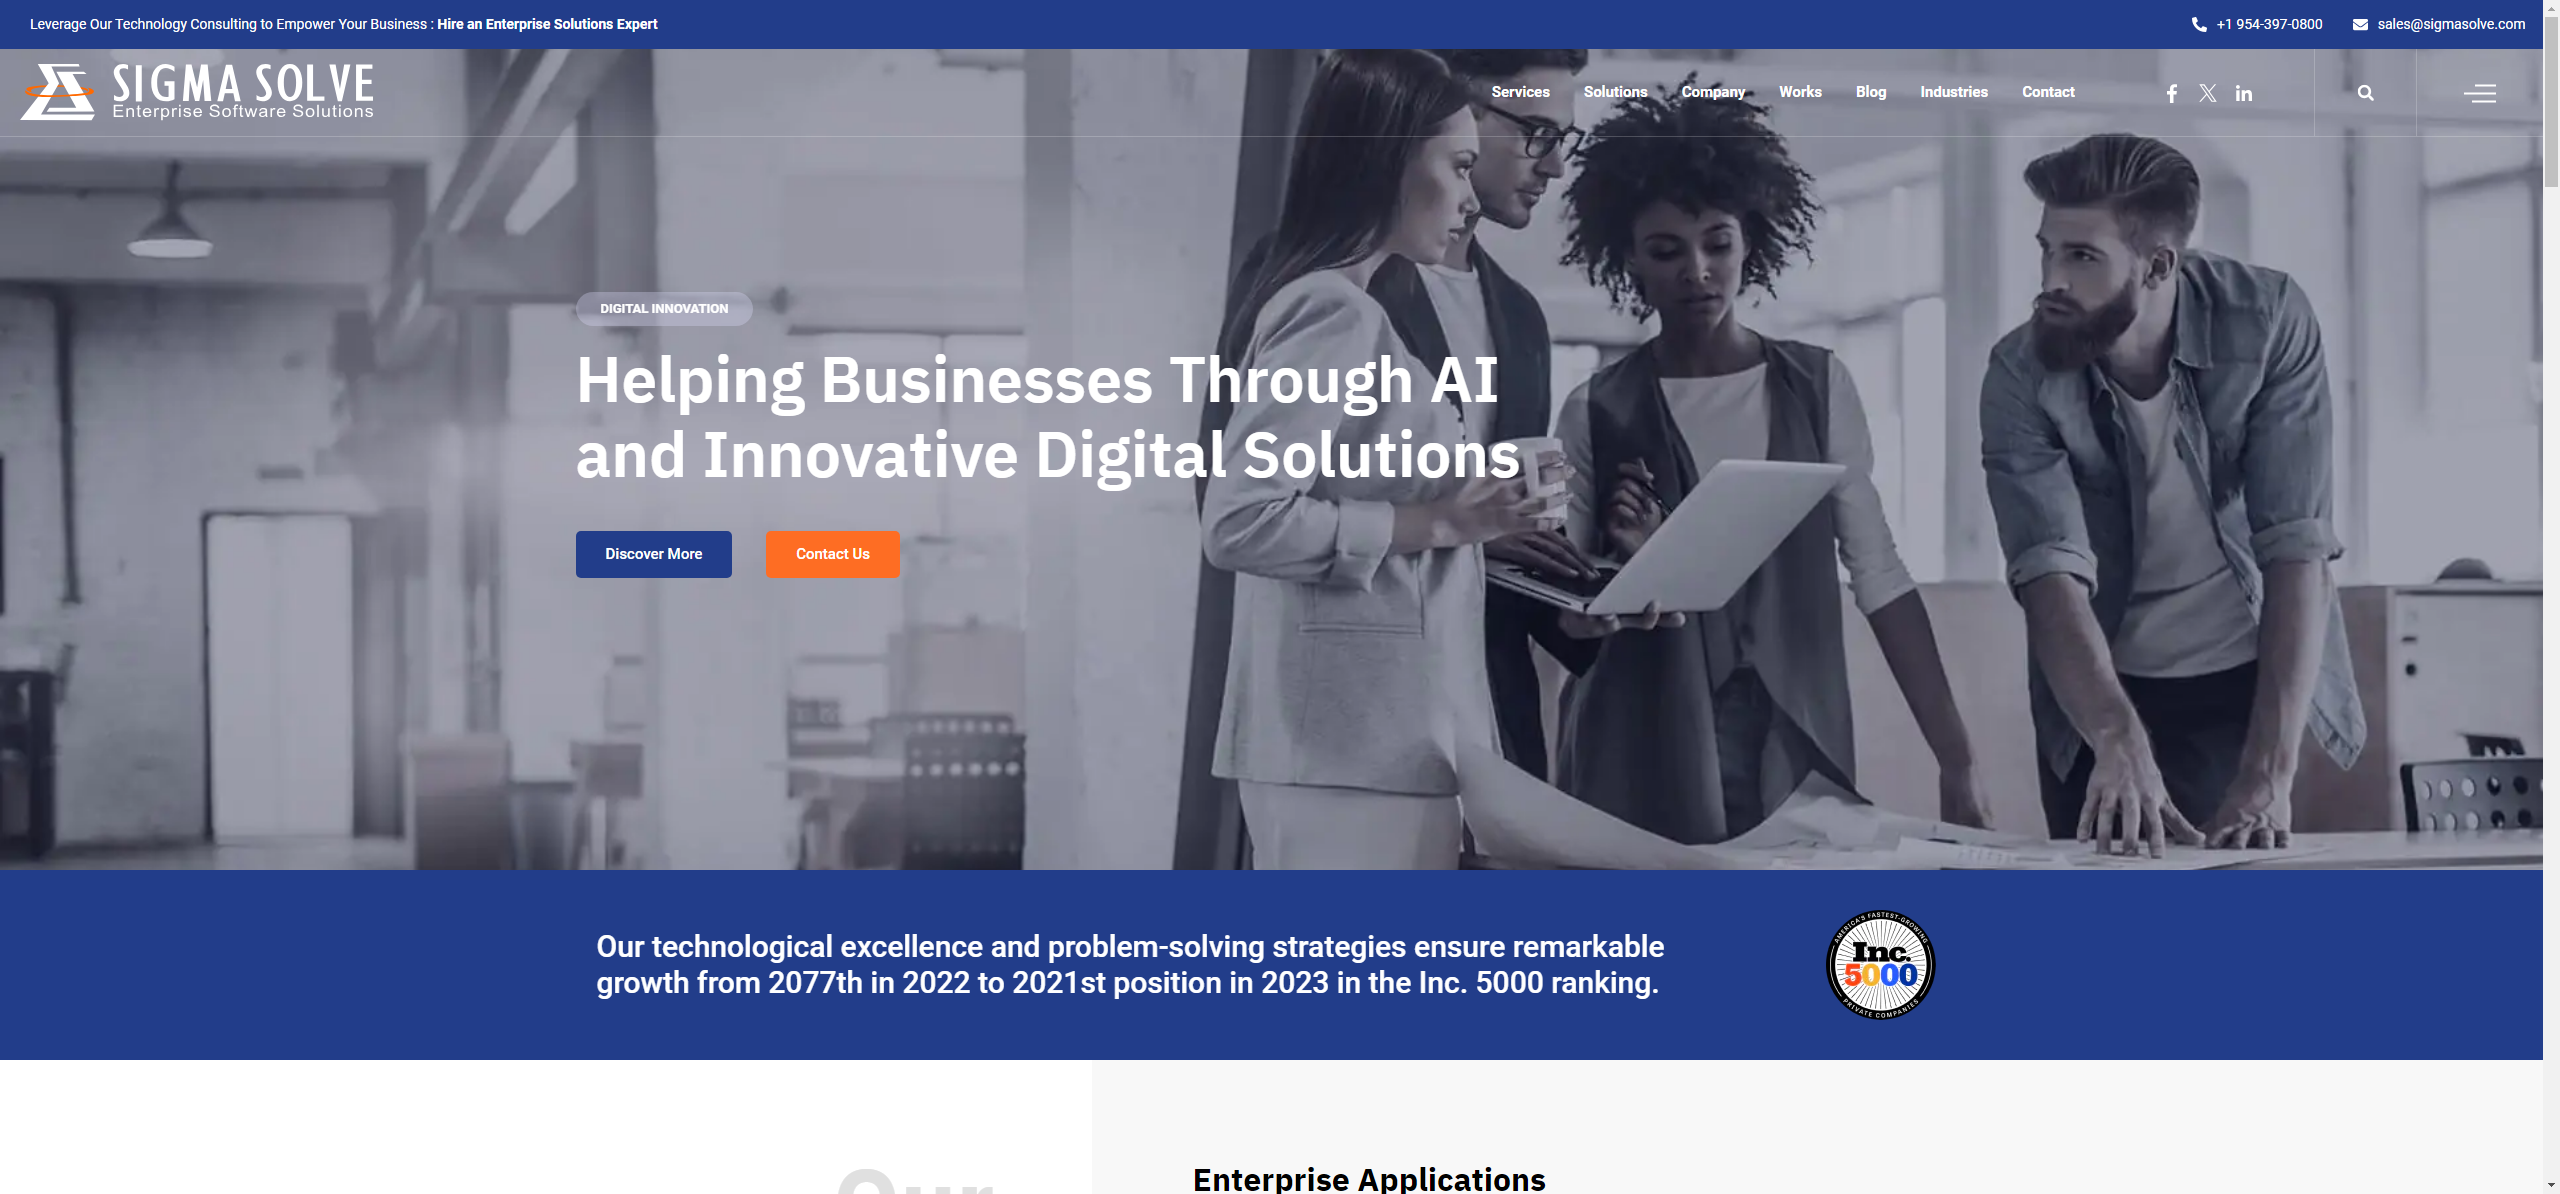 Leverage Our Technology Consulting to Empower Your Business : Hire an Enterprise Solutions Expert
+1 954-397-0800
sales@sigmasolve.com
SIGMA SOLVE
Enterprise Software Solutions
Services
Solutions
Company
Works
Blog
Industries
Contact
DIGITAL INNOVATION
Helping Businesses Through AI
and Innovative Digital Solutions
Discover More
Contact Us
Our technological excellence and problem-solving strategies ensure remarkable
growth from 2077th in 2022 to 2021st position in 2023 in the Inc. 5000 ranking.
AMERICA'S FASTEST-GROWING
Inc.
5000
PRIVATE COMPANIES
Our
Enterprise Applications